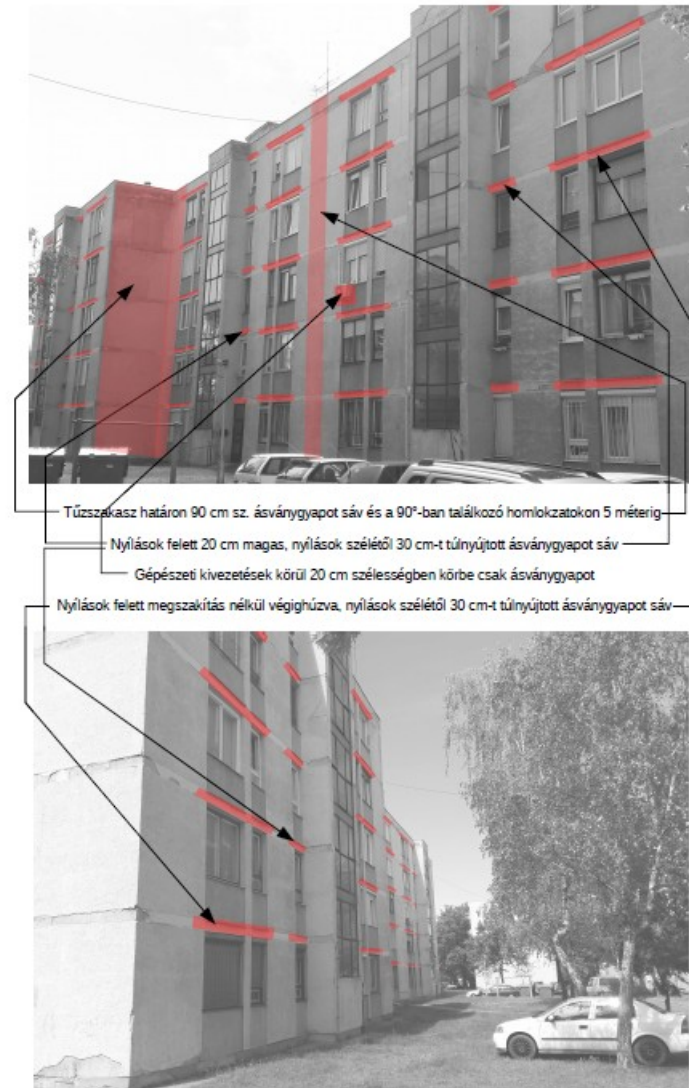 Tűzszakasz határon 90 cm sz. ásványgyapot sáv és a 90°-ban találkozó homlokzatokon 5 méterig
Nyílások felett 20 cm magas, nyílások szélétől 30 cm-t túlnyújtott ásványgyapot sáv
Gépészeti kivezetések körül 20 cm szélességben körbe csak ásványgyapot
Nyílások felett megszakítás nélkül végighúzva, nyílások szélétől 30 cm-t túlnyújtott ásványgyapot sáv